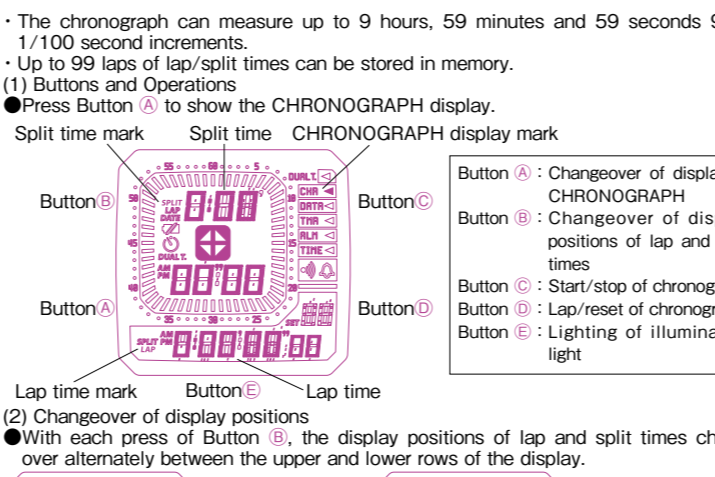 ・The chronograph can measure up to 9 hours, 59 minutes and 59 seconds
1/100 second increments.
・Up to 99 laps of lap/split times can be stored in memory.
(1) Buttons and Operations
●Press Button Ⓐ to show the CHRONOGRAPH display.
Split time mark Split time CHRONOGRAPH display mark
55 60 5
DUAL T.
ButtonⒷ 50 SPLIT 10 CHR ButtonⒸ
LAP DATA
DATE TMR
45 15 ALM
DUAL T. TIME
AM
PM
40 20
ButtonⒶ ButtonⒹ
35 30 25 SET
SPLIT AM
LAP PM
Lap time mark ButtonⒺ Lap time
Button Ⓐ : Changeover of
CHRONOGRAPH
Button Ⓑ : Changeover of
positions of lap and
times
Button Ⓒ : Start/stop of
Button Ⓓ : Lap/reset of
Button Ⓔ : Lighting of
light
(2) Changeover of display positions
●With each press of Button Ⓑ, the display positions of lap and split times
over alternately between the upper and lower rows of the display.